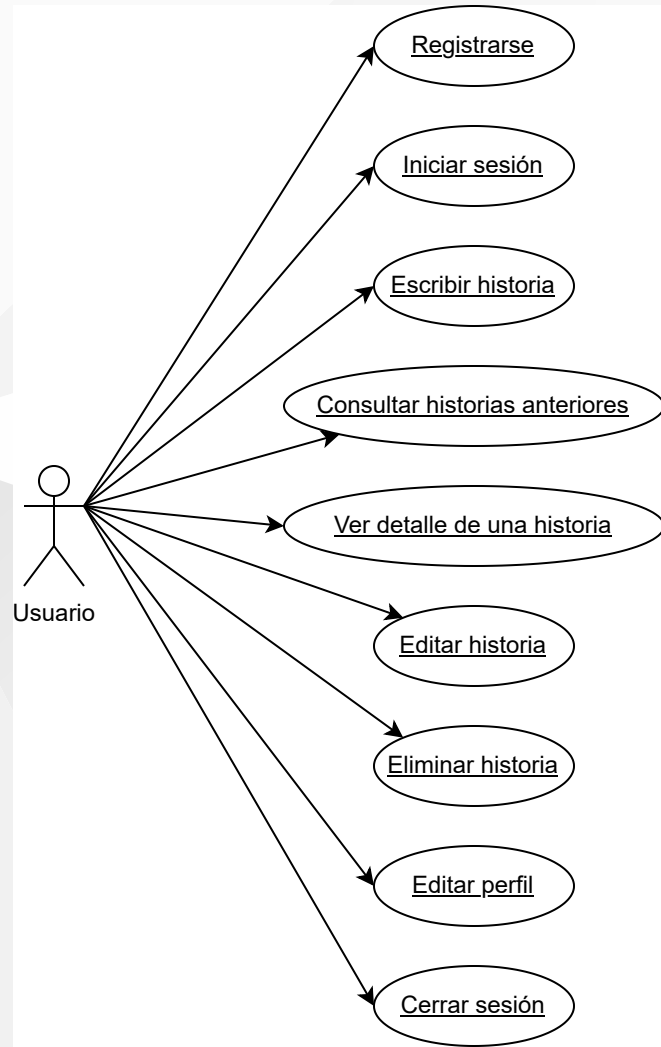 Registrarse
Iniciar sesión
Escribir historia
Consultar historias anteriores
Ver detalle de una historia
Usuario
Editar historia
Eliminar historia
Editar perfil
Cerrar sesión